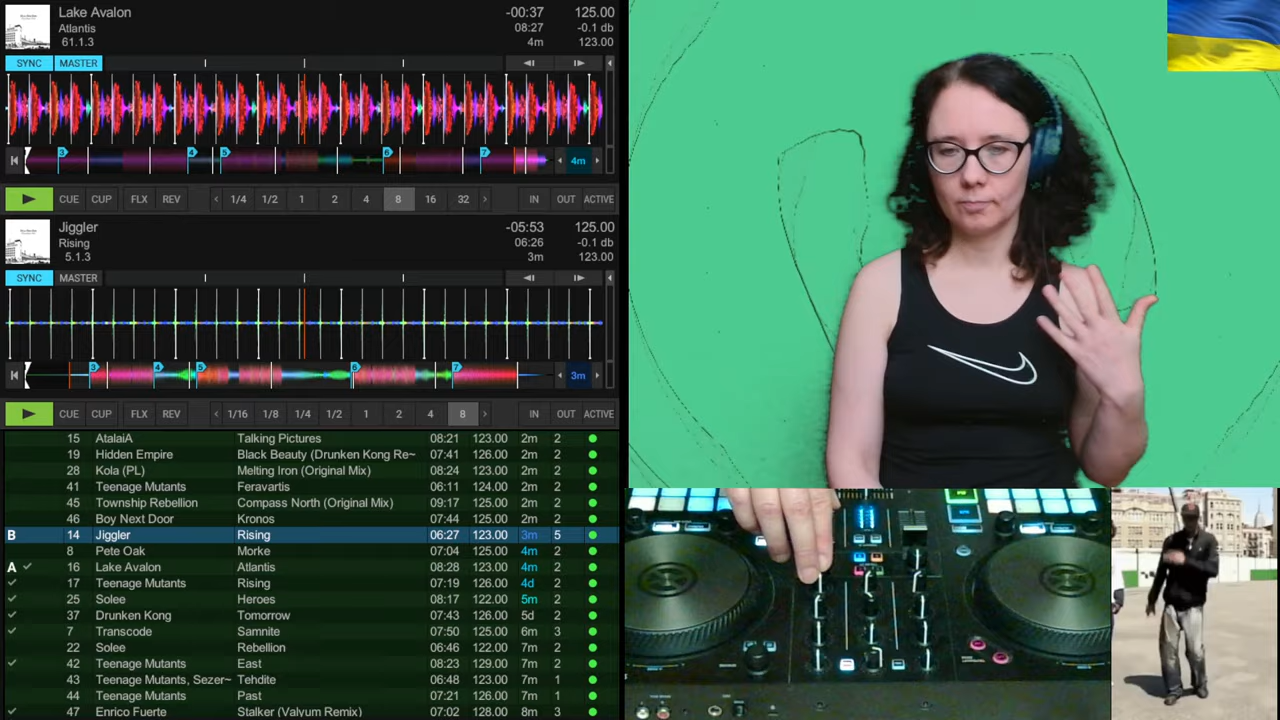 Lake Avalon -00:37 125.00
Atlantis 08:27 -0.1 db
61.1.3 4m 123.00
SYNC MASTER
3 4 5 6 7 4m
CUE CUP FLX REV 1/4 1/2 1 2 4 8 16 32 IN OUT ACTIVE
Jiggler -05:53 125.00
Rising 06:26 -0.1 db
5.1.3 3m 123.00
SYNC MASTER
3 4 5 6 7 3m
CUE CUP FLX REV 1/16 1/8 1/4 1/2 1 2 4 8 IN OUT ACTIVE
15 AtalaiA Talking Pictures 08:21 123.00 2m 2
19 Hidden Empire Black Beauty (Drunken Kong Re~ 07:41 126.00 2m 2
28 Kola (PL) Melting Iron (Original Mix) 08:24 123.00 2m 2
41 Teenage Mutants Feravartis 06:11 124.00 2m 2
45 Township Rebellion Compass North (Original Mix) 09:17 125.00 2m 2
46 Boy Next Door Kronos 07:44 122.00 2m 2
B 14 Jiggler Rising 06:27 123.00 3m 5
8 Pete Oak Morke 07:04 122.00 4m 2
A 16 Lake Avalon Atlantis 08:28 123.00 4m 2
17 Teenage Mutants Rising 07:19 126.00 4d 2
25 Solee Heroes 08:17 122.00 5m 2
37 Drunken Kong Tomorrow 07:43 126.00 5d 2
7 Transcode Samnite 07:50 125.00 6m 3
22 Solee Rebellion 06:46 122.00 7m 2
42 Teenage Mutants East 08:23 129.00 7m 2
43 Teenage Mutants, Sezer~ Tehdite 06:48 123.00 7m 1
44 Teenage Mutants Past 07:21 126.00 7m 1
47 Enrico Fuerte Stalker (Valyum Remix) 07:02 128.00 8m 3